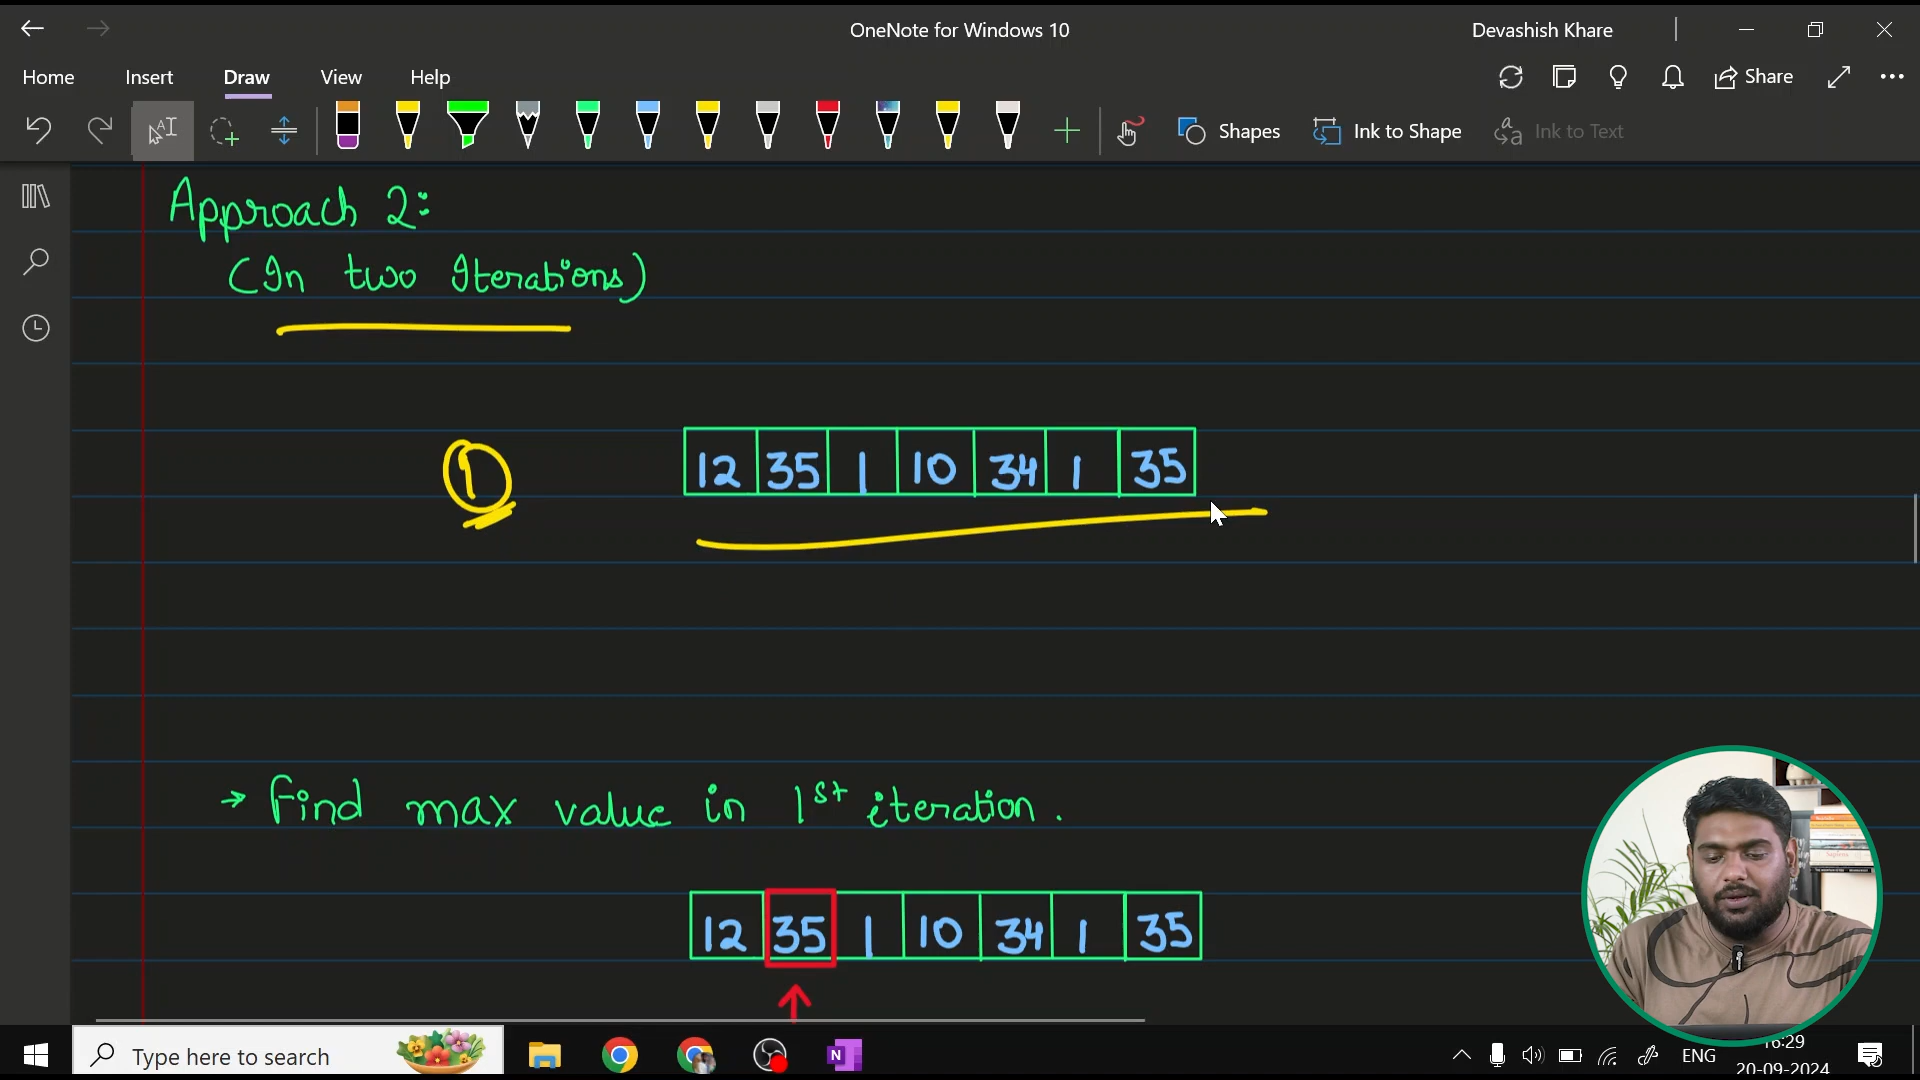 OneNote for Windows 10
Devashish Khare
Home Insert Draw View Help
Share
Shapes Ink to Shape Ink to Text
Approach 2:
(In two Iterations)
1 12 35 1 10 34 1 35
→ Find max value in 1st iteration.
12 35 1 10 34 1 35
Type here to search
ENG
16:29
20-09-2024